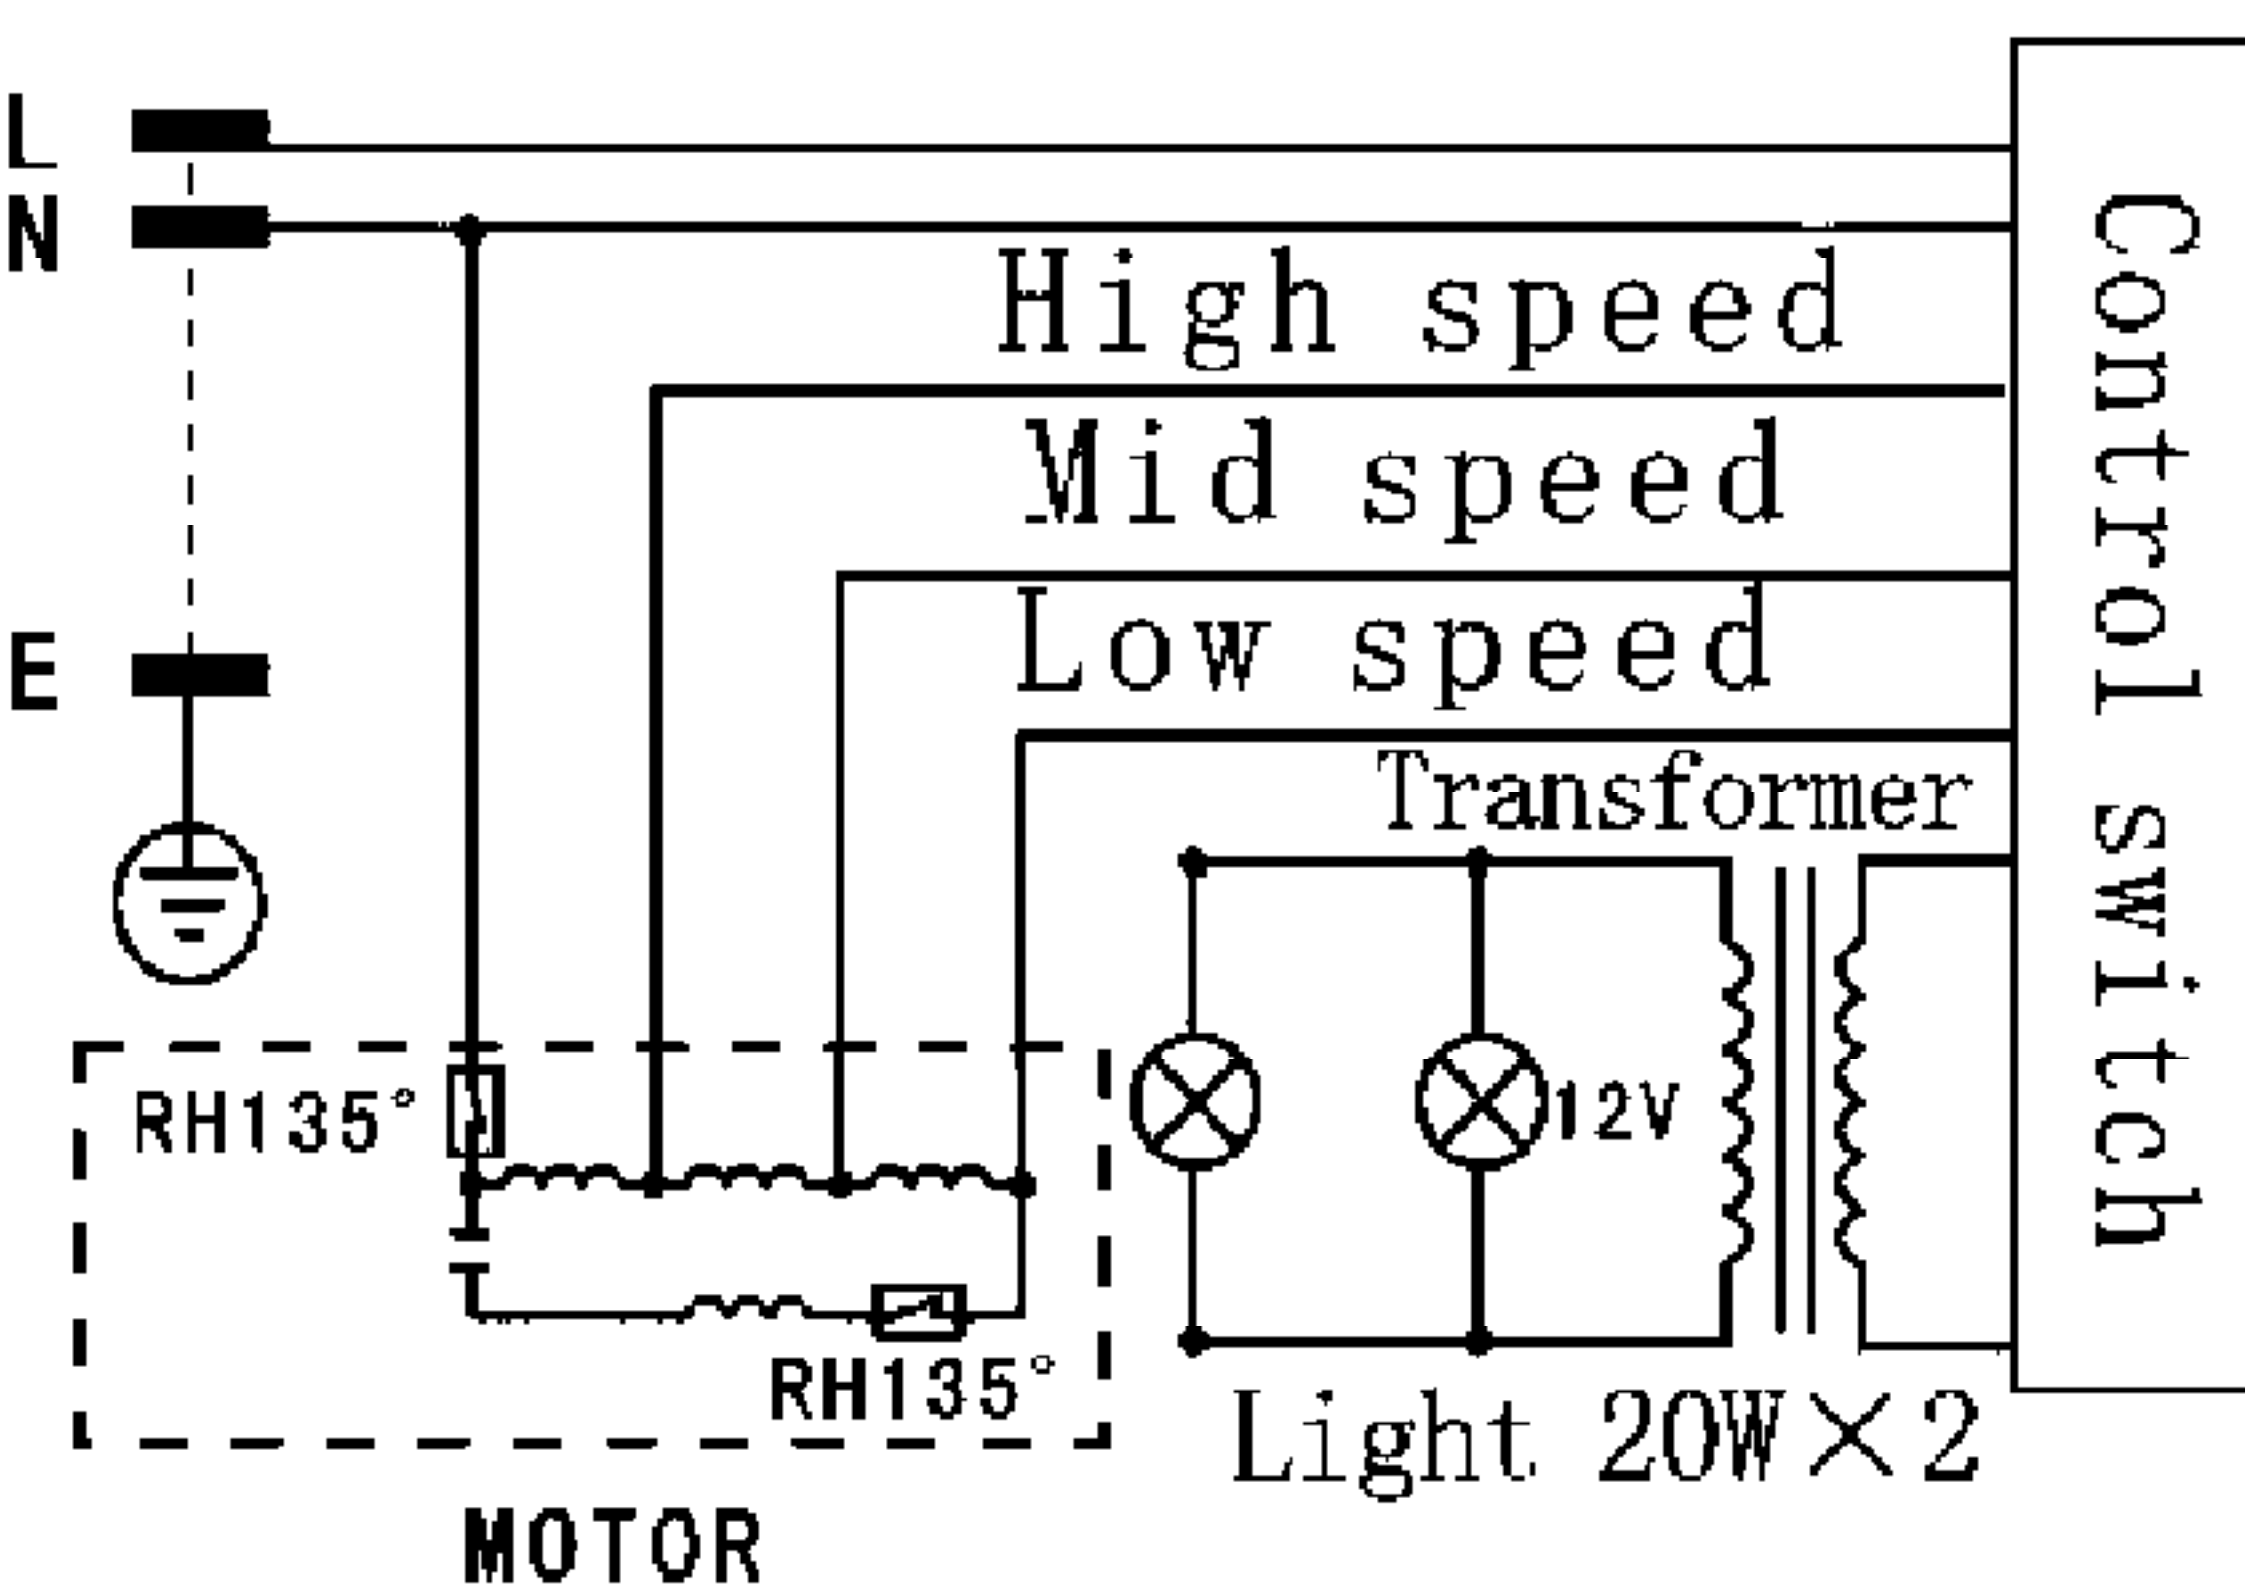 L
N
High speed
Mid speed
E
Low speed
Transformer
Control switch
RH135°
12V
RH135°
Light 20W×2
MOTOR